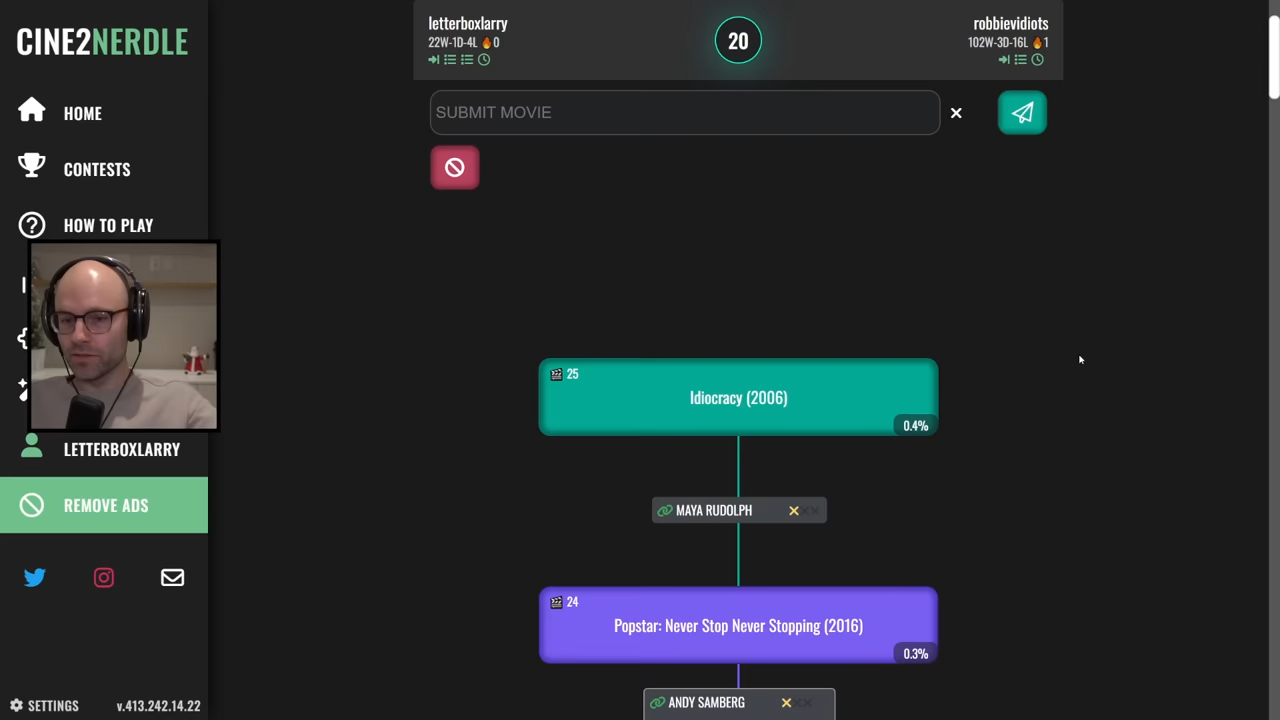 CINE2NERDLE
HOME
CONTESTS
HOW TO PLAY
LETTERBOXLARRY
REMOVE ADS
SETTINGS
v.413.242.14.22
letterboxlarry
22W-1D-4L 🔥0
20
robbievidiots
102W-3D-16L 🔥1
SUBMIT MOVIE
25
Idiocracy (2006)
0.4%
MAYA RUDOLPH
24
Popstar: Never Stop Never Stopping (2016)
0.3%
ANDY SAMBERG